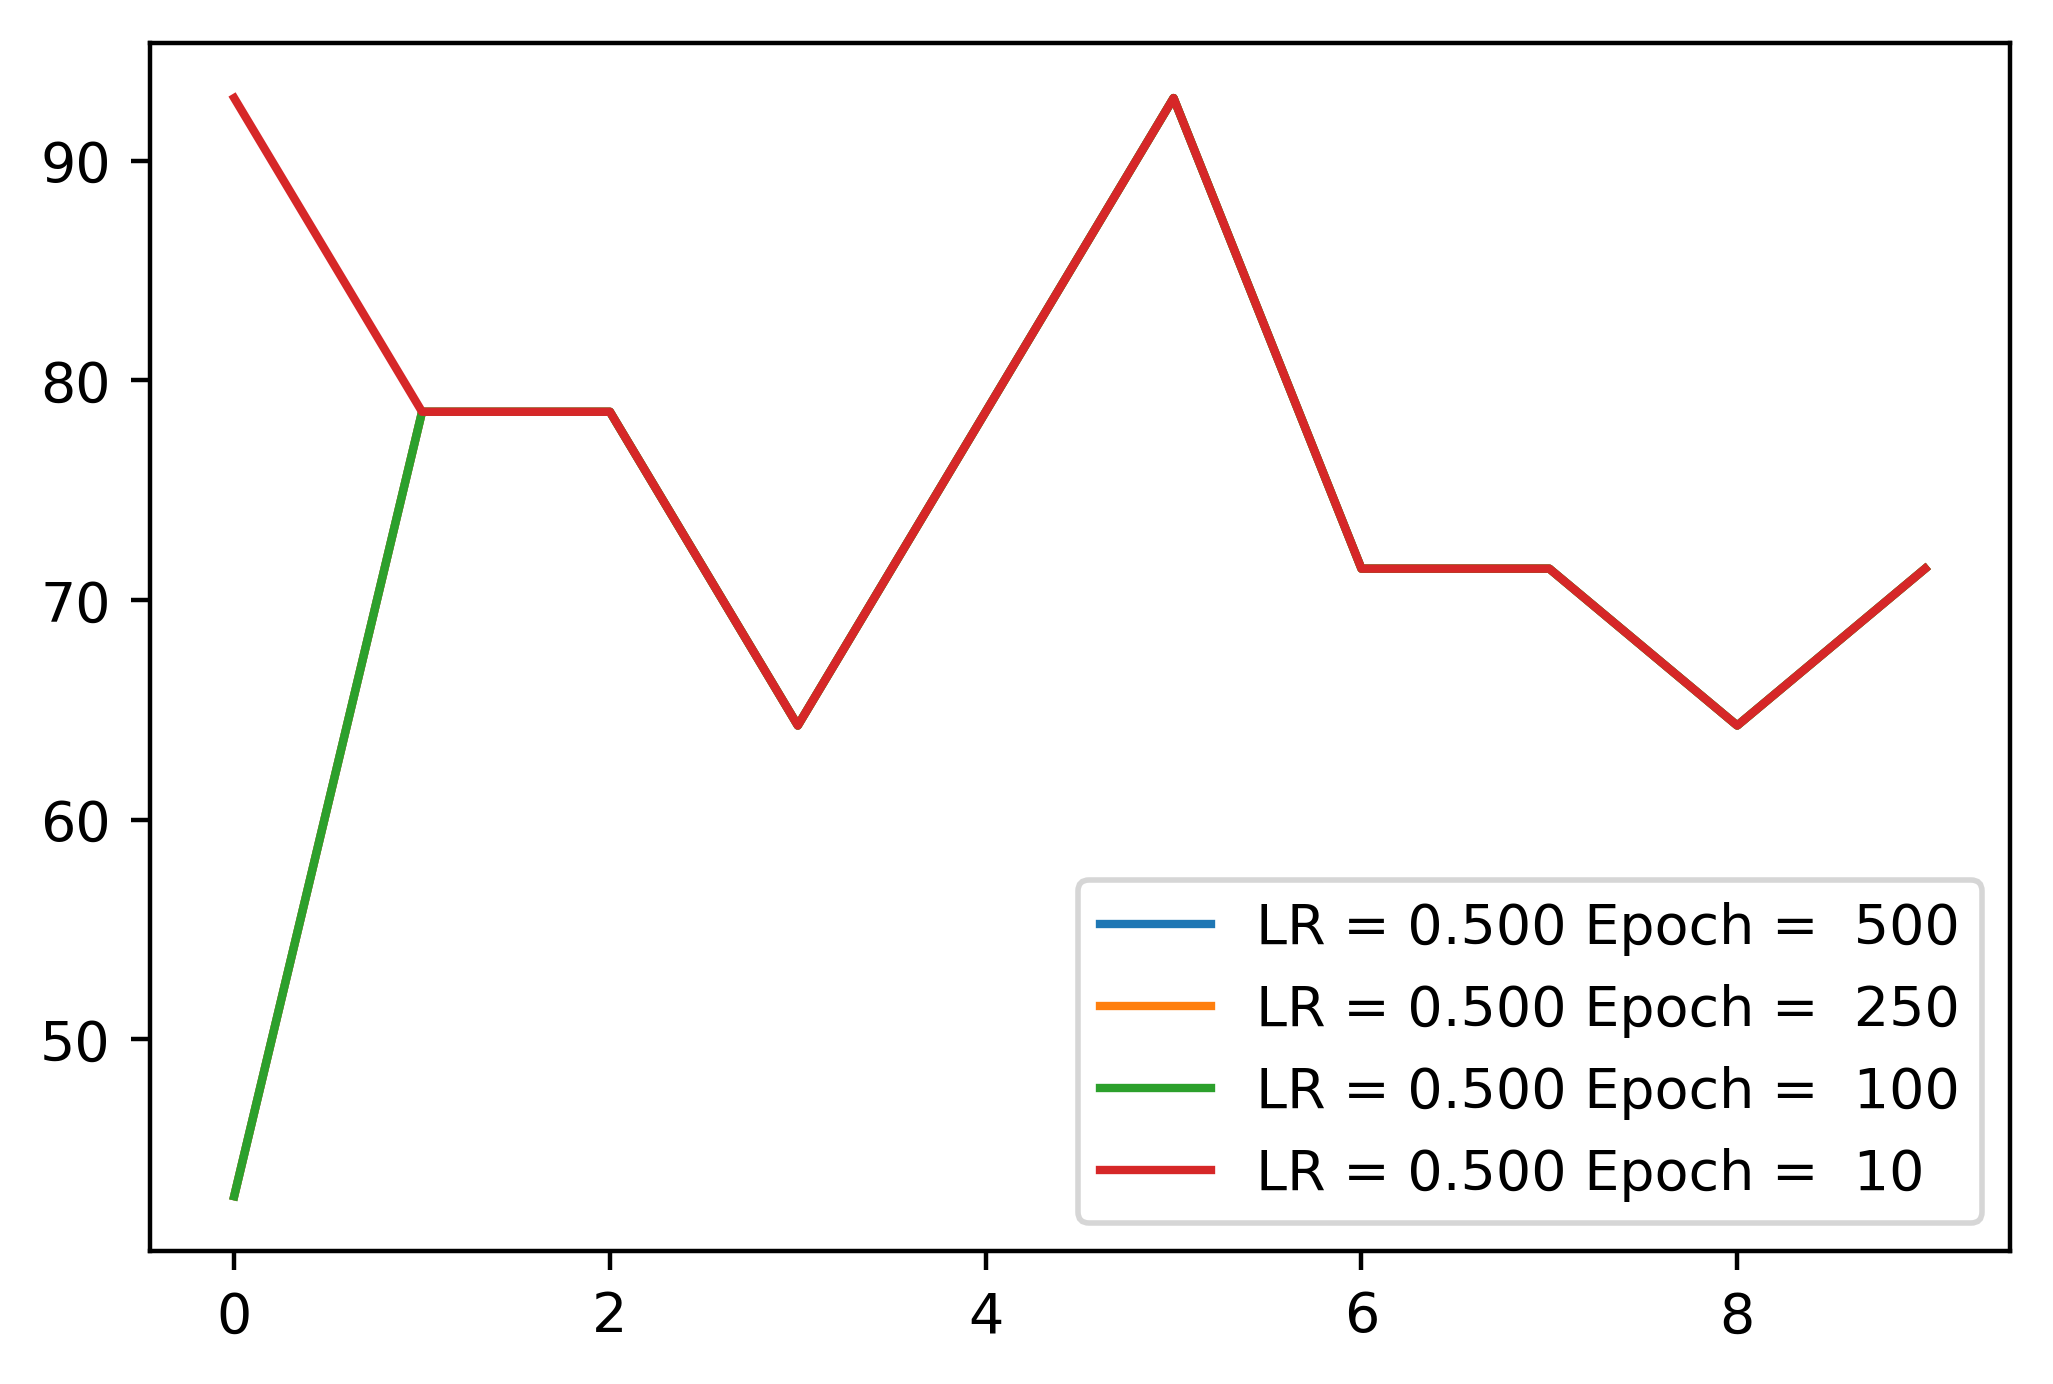 90
80
70
60
50
0 2 4 6 8
LR = 0.500 Epoch =  500
LR = 0.500 Epoch =  250
LR = 0.500 Epoch =  100
LR = 0.500 Epoch =  10